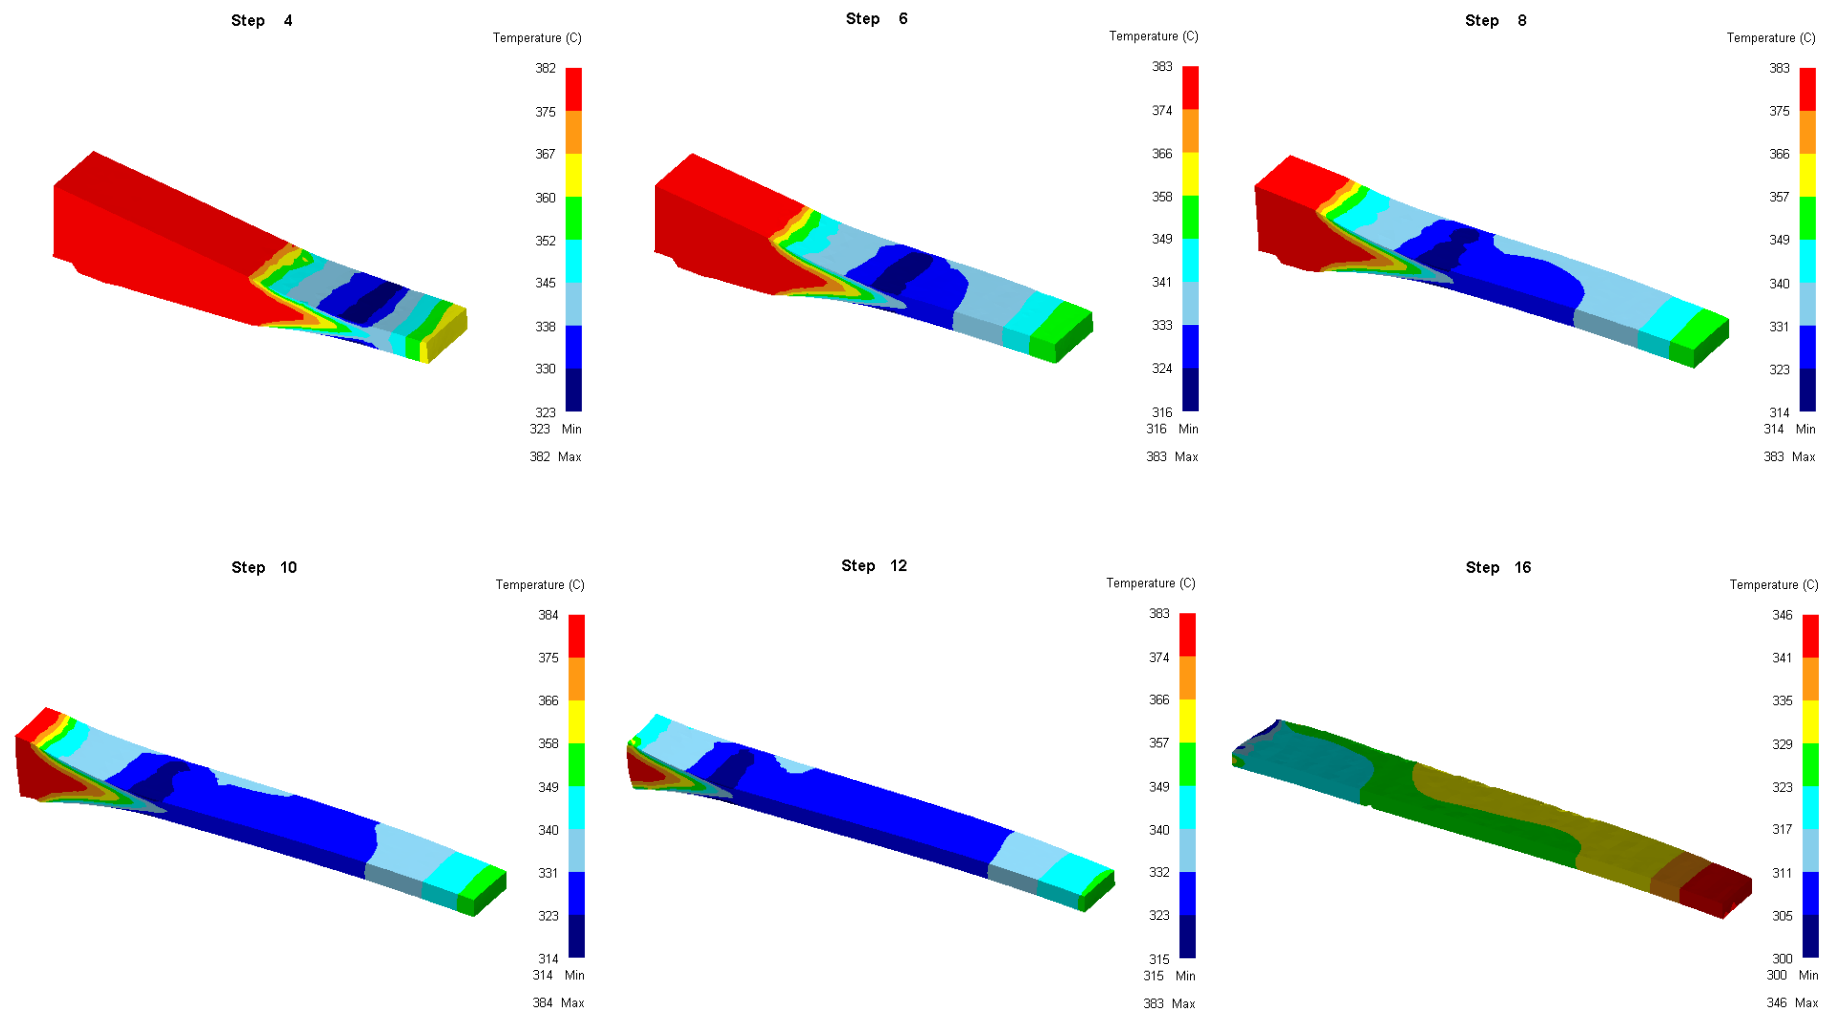 Step 4
Temperature (C)
382
375
367
360
352
345
338
330
323
323 Min
382 Max
Step 6
Temperature (C)
383
374
366
358
349
341
333
324
316
316 Min
383 Max
Step 8
Temperature (C)
383
375
366
357
349
340
331
323
314
314 Min
383 Max
Step 10
Temperature (C)
384
375
366
358
349
340
331
323
314
314 Min
384 Max
Step 12
Temperature (C)
383
374
366
357
349
340
332
323
315
315 Min
383 Max
Step 16
Temperature (C)
346
341
335
329
323
317
311
305
300
300 Min
346 Max